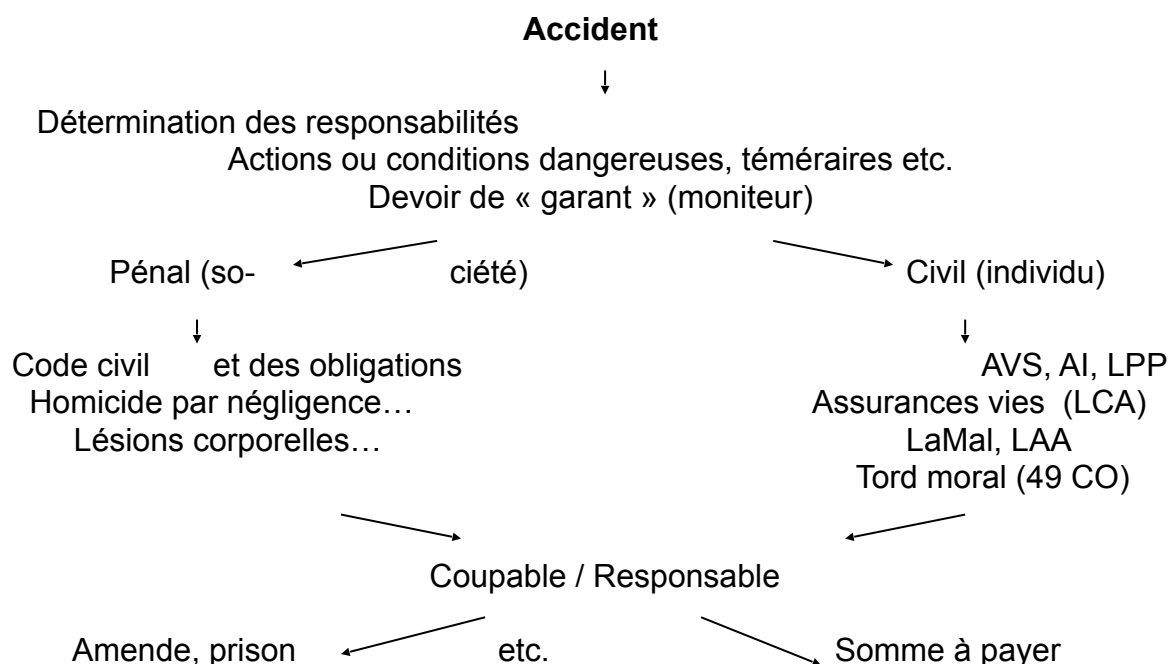 Accident
Détermination des responsabilités
Actions ou conditions dangereuses, téméraires etc.
Devoir de « garant » (moniteur)
Pénal (so- ciété) Civil (individu)
Code civil et des obligations AVS, AI, LPP
Homicide par négligence… Assurances vies (LCA)
Lésions corporelles… LaMal, LAA
Tord moral (49 CO)
Coupable / Responsable
Amende, prison etc. Somme à payer